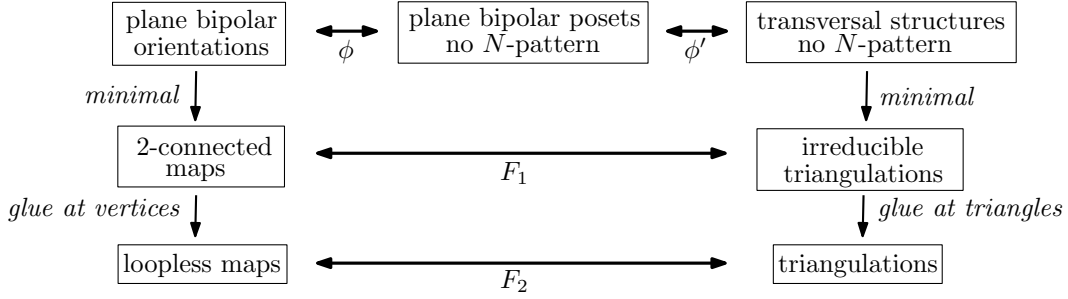 plane bipolar
orientations
ϕ
plane bipolar posets
no N-pattern
ϕ′
transversal structures
no N-pattern
minimal
minimal
2-connected
maps
F₁
irreducible
triangulations
glue at vertices
glue at triangles
loopless maps
F₂
triangulations